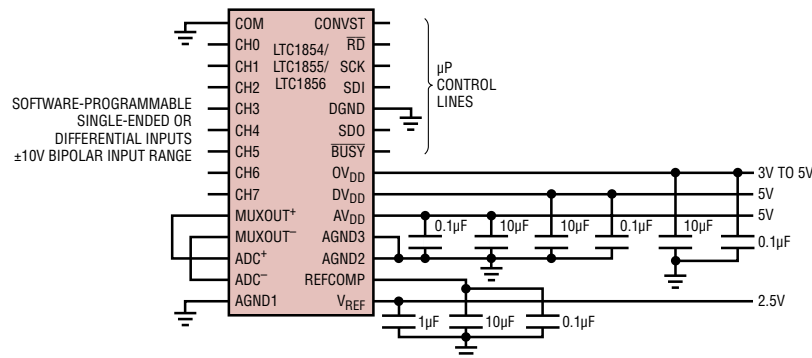 COM
CH0
CH1
CH2
CH3
CH4
CH5
CH6
CH7
MUXOUT+
MUXOUT–
ADC+
ADC–
AGND1
LTC1854/
LTC1855/
LTC1856
CONVST
RD
SCK
SDI
DGND
SDO
BUSY
OVDD
DVDD
AVDD
AGND3
AGND2
REFCOMP
VREF
SOFTWARE-PROGRAMMABLE
SINGLE-ENDED OR
DIFFERENTIAL INPUTS
±10V BIPOLAR INPUT RANGE
µP
CONTROL
LINES
3V TO 5V
5V
5V
0.1µF 10µF 10µF 0.1µF 10µF
0.1µF
2.5V
1µF 10µF 0.1µF